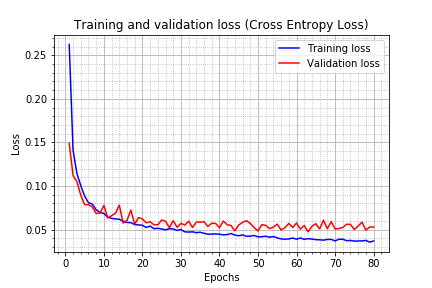 Training and validation loss (Cross Entropy Loss)
Training loss
Validation loss
0.25
0.20
0.15
0.10
0.05
Loss
0 10 20 30 40 50 60 70 80
Epochs